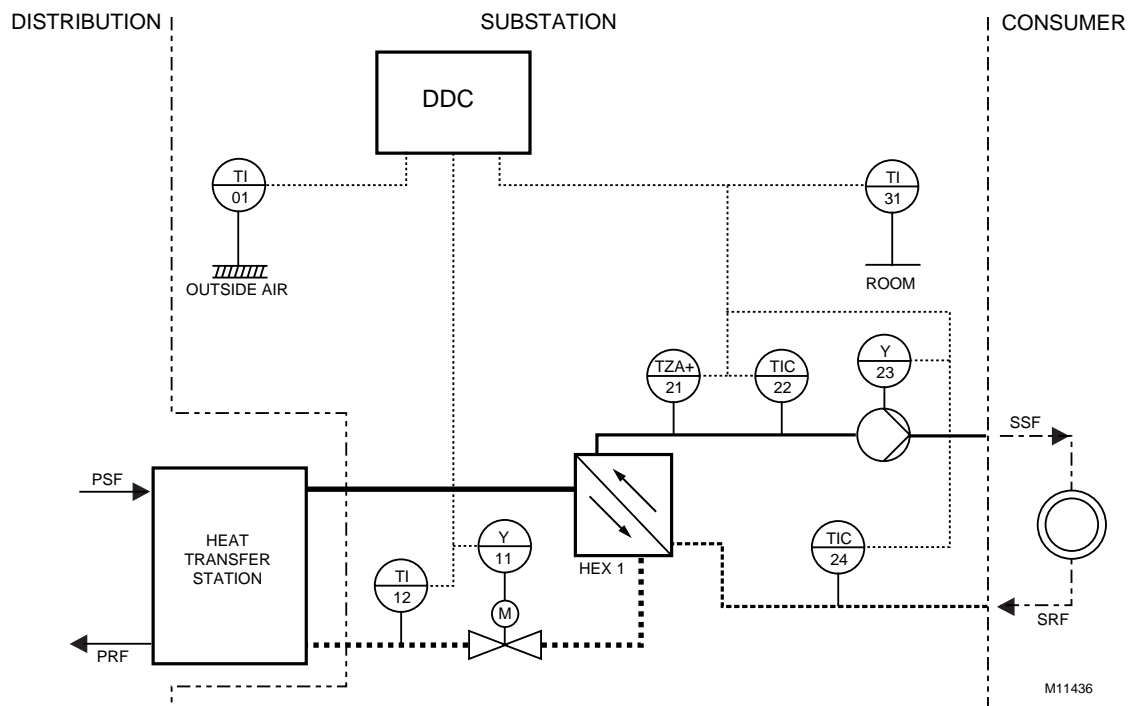 DISTRIBUTION
SUBSTATION
CONSUMER
DDC
TI
01
OUTSIDE AIR
TI
31
ROOM
TZA+
21
TIC
22
Y
23
SSF
PSF
HEAT
TRANSFER
STATION
HEX 1
Y
11
M
TI
12
TIC
24
SRF
PRF
M11436